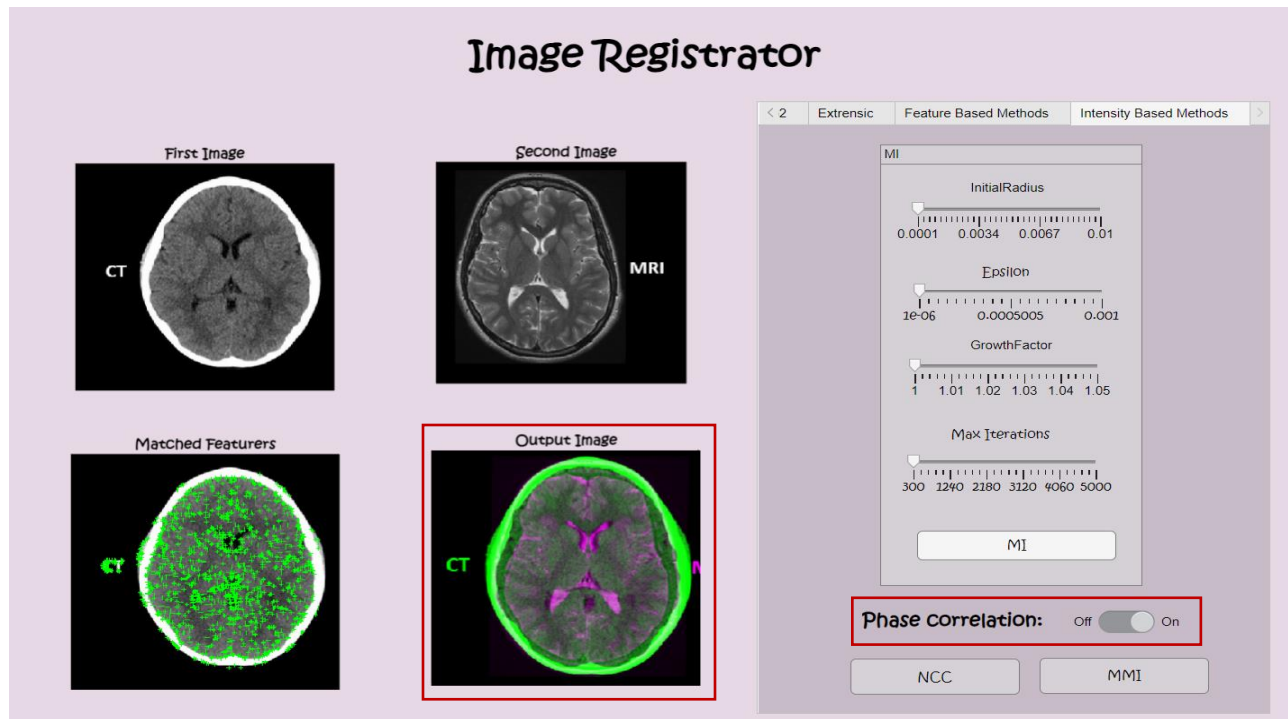 Image Registrator
< 2 Extrensic Feature Based Methods Intensity Based Methods >
First Image
CT
Second Image
MRI
Matched Featurers
CT
Output Image
CT
M
MI
InitialRadius
0.0001 0.0034 0.0067 0.01
Epsilon
1e-06 0.0005005 0.001
GrowthFactor
1 1.01 1.02 1.03 1.04 1.05
Max Iterations
300 1240 2180 3120 4060 5000
MI
Phase correlation: Off On
NCC MMI